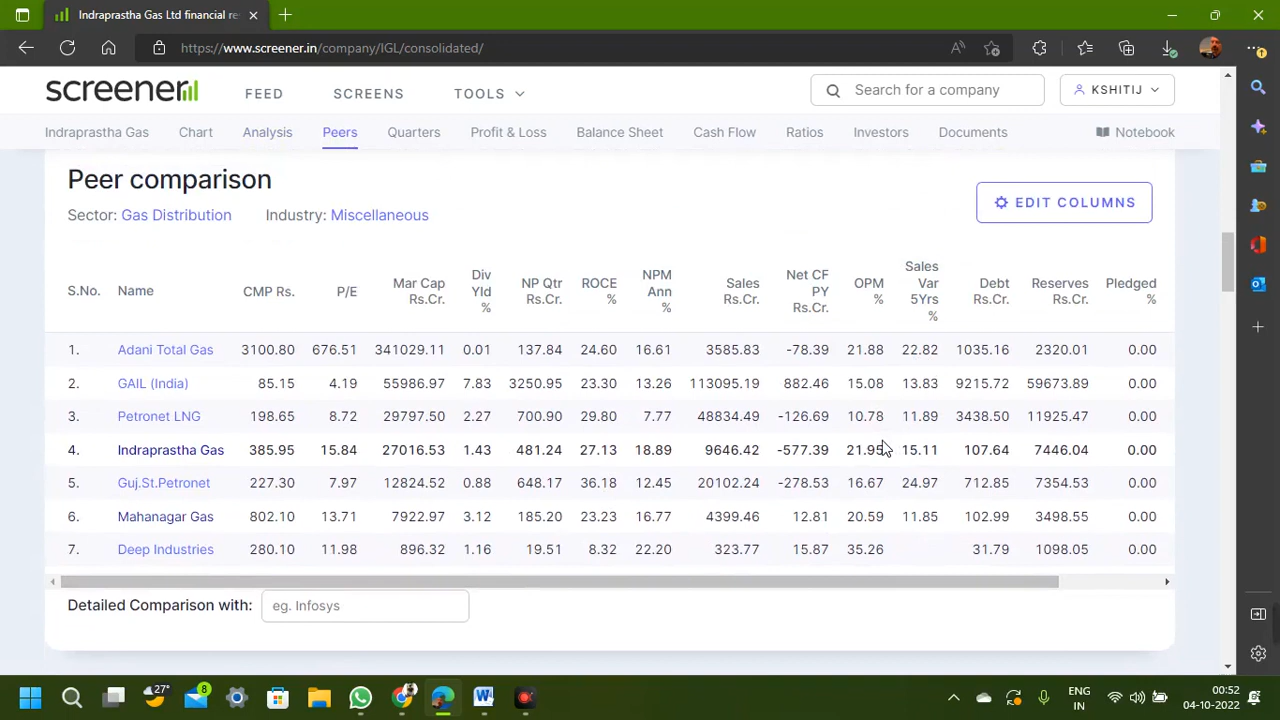 Indraprastha Gas Ltd financial re
https://www.screener.in/company/IGL/consolidated/
screener
FEED SCREENS TOOLS
Search for a company
KSHITIJ
Indraprastha Gas Chart Analysis Peers Quarters Profit & Loss Balance Sheet Cash Flow Ratios Investors Documents Notebook
Peer comparison
Sector: Gas Distribution Industry: Miscellaneous
EDIT COLUMNS
S.No. Name CMP Rs. P/E Mar Cap Rs.Cr. Div Yld % NP Qtr Rs.Cr. ROCE % NPM Ann % Sales Rs.Cr. Net CF PY Rs.Cr. OPM % Sales Var 5Yrs % Debt Rs.Cr. Reserves Rs.Cr. Pledged %
1. Adani Total Gas 3100.80 676.51 341029.11 0.01 137.84 24.60 16.61 3585.83 -78.39 21.88 22.82 1035.16 2320.01 0.00
2. GAIL (India) 85.15 4.19 55986.97 7.83 3250.95 23.30 13.26 113095.19 882.46 15.08 13.83 9215.72 59673.89 0.00
3. Petronet LNG 198.65 8.72 29797.50 2.27 700.90 29.80 7.77 48834.49 -126.69 10.78 11.89 3438.50 11925.47 0.00
4. Indraprastha Gas 385.95 15.84 27016.53 1.43 481.24 27.13 18.89 9646.42 -577.39 21.95 15.11 107.64 7446.04 0.00
5. Guj.St.Petronet 227.30 7.97 12824.52 0.88 648.17 36.18 12.45 20102.24 -278.53 16.67 24.97 712.85 7354.53 0.00
6. Mahanagar Gas 802.10 13.71 7922.97 3.12 185.20 23.23 16.77 4399.46 12.81 20.59 11.85 102.99 3498.55 0.00
7. Deep Industries 280.10 11.98 896.32 1.16 19.51 8.32 22.20 323.77 15.87 35.26 31.79 1098.05 0.00
Detailed Comparison with: eg. Infosys
27° 8
ENG
IN
00:52
04-10-2022